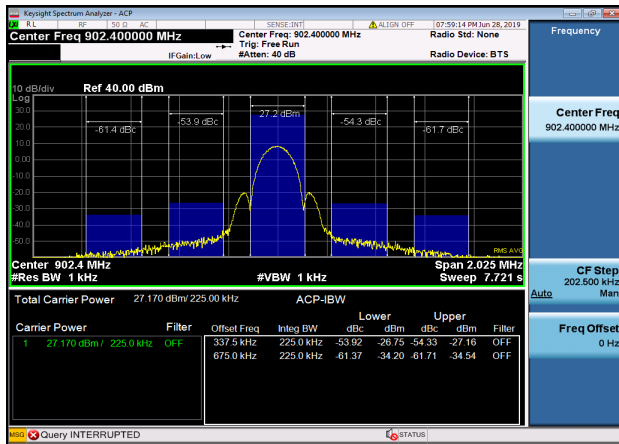 Keysight Spectrum Analyzer - ACP
LXI RL RF 50 Ω AC SENSE:INT ALIGN OFF 07:59:14 PM Jun 28, 2019
Center Freq 902.400000 MHz
Center Freq: 902.400000 MHz
Radio Std: None
Trig: Free Run
IFGain:Low
#Atten: 40 dB
Radio Device: BTS
10 dB/div Ref 40.00 dBm
Log
30.0
20.0
10.0
0.00
-10.0
-20.0
-30.0
-40.0
-50.0
-61.4 dBc
-53.9 dBc
27.2 dBm
-54.3 dBc
-61.7 dBc
RMS AVG
Center 902.4 MHz Span 2.025 MHz
#Res BW 1 kHz #VBW 1 kHz Sweep 7.721 s
Total Carrier Power 27.170 dBm/ 225.00 kHz ACP-IBW
Lower Upper
Carrier Power Filter
Offset Freq Integ BW dBc dBm dBc dBm Filter
1 27.170 dBm / 225.0 kHz OFF
337.5 kHz 225.0 kHz -53.92 -26.75 -54.33 -27.16 OFF
675.0 kHz 225.0 kHz -61.37 -34.20 -61.71 -34.54 OFF
MSG Query INTERRUPTED STATUS
Frequency
Center Freq
902.400000 MHz
CF Step
202.500 kHz
Auto Man
Freq Offset
0 Hz